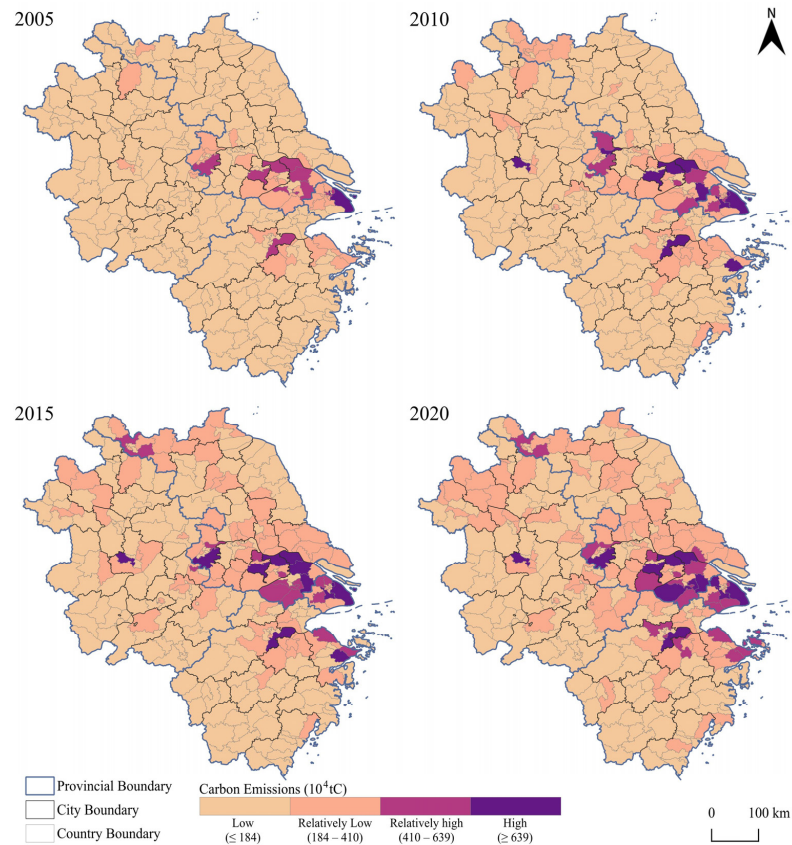 2005
2010
N
2015
2020
Provincial Boundary
City Boundary
Country Boundary
Carbon Emissions (10⁴tC)
Low
(≤ 184)
Relatively Low
(184 – 410)
Relatively high
(410 – 639)
High
(≥ 639)
0 100 km